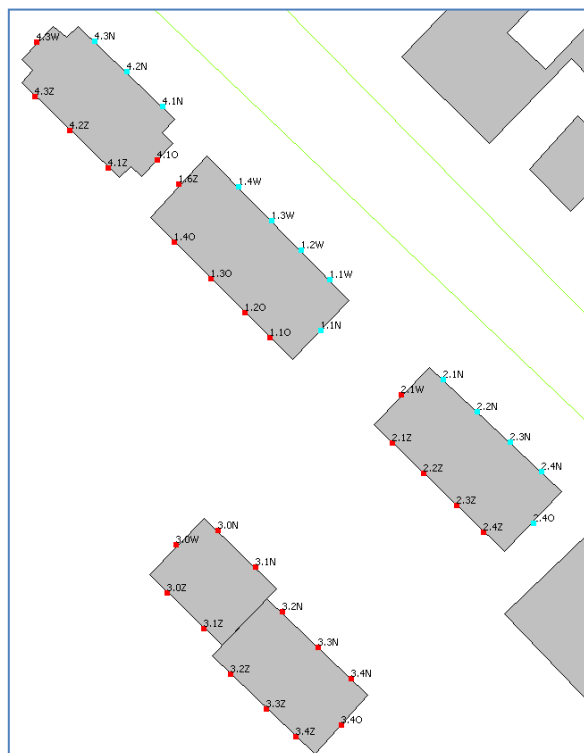 4.3W
4.3N
4.2N
4.3Z
4.1N
4.2Z
4.1O
4.1Z
1.6Z
1.4W
1.3W
1.4O
1.2W
1.3O
1.1W
1.2O
1.1N
1.1O
2.1N
2.1W
2.2N
2.1Z
2.3N
2.2Z
2.4N
2.3Z
2.4O
2.4Z
3.0N
3.0W
3.1N
3.0Z
3.2N
3.1Z
3.3N
3.2Z
3.4N
3.3Z
3.4O
3.4Z